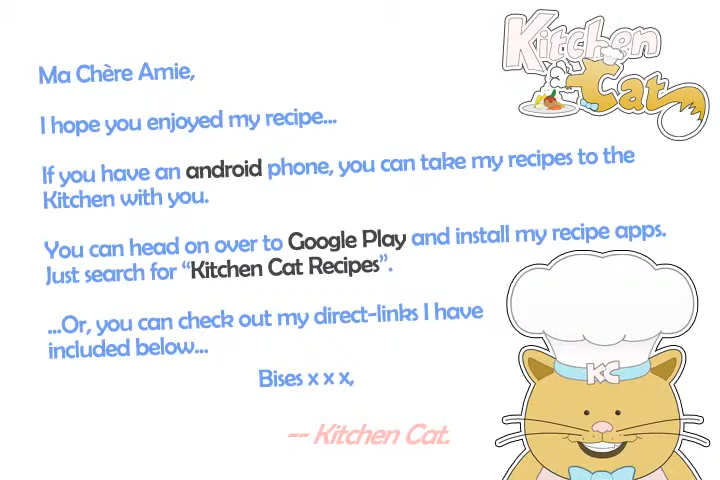 Kitchen
Cat
Ma Chère Amie,
I hope you enjoyed my recipe...
If you have an android phone, you can take my recipes to the
Kitchen with you.
You can head on over to Google Play and install my recipe apps.
Just search for “Kitchen Cat Recipes”.
...Or, you can check out my direct-links I have
included below...
Bises x x x,
-- Kitchen Cat.
KC